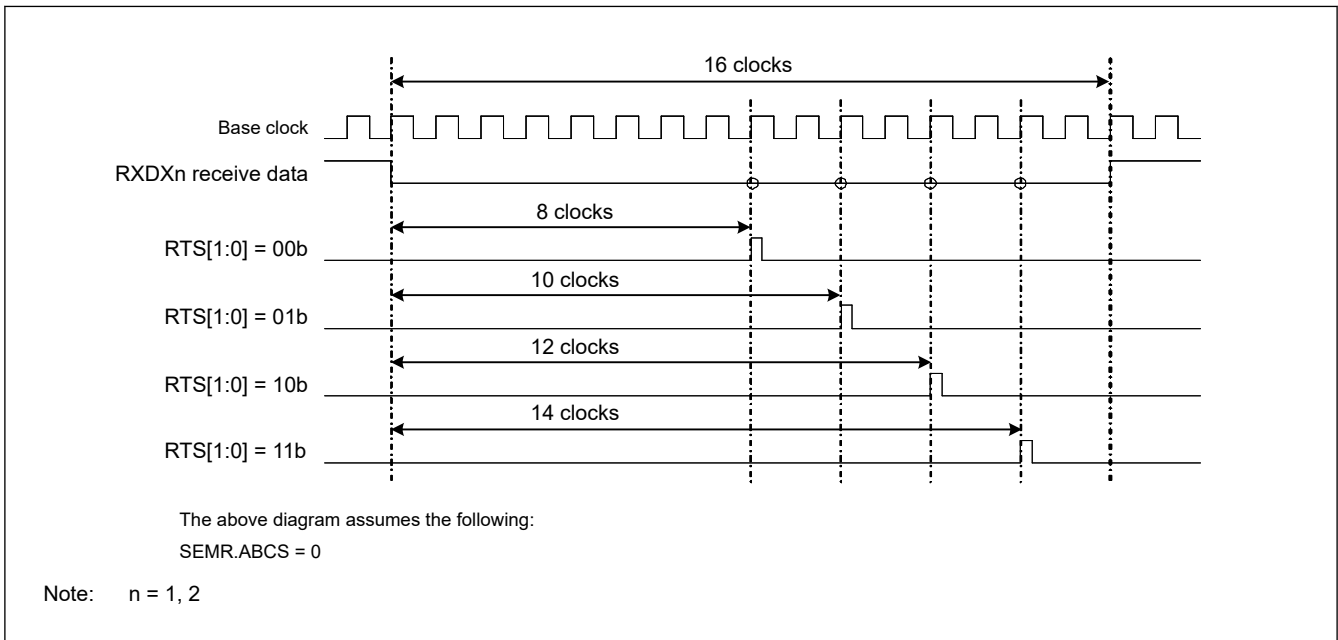 16 clocks
Base clock
RXDXn receive data
8 clocks
RTS[1:0] = 00b
10 clocks
RTS[1:0] = 01b
12 clocks
RTS[1:0] = 10b
14 clocks
RTS[1:0] = 11b
The above diagram assumes the following:
SEMR.ABCS = 0
Note: n = 1, 2